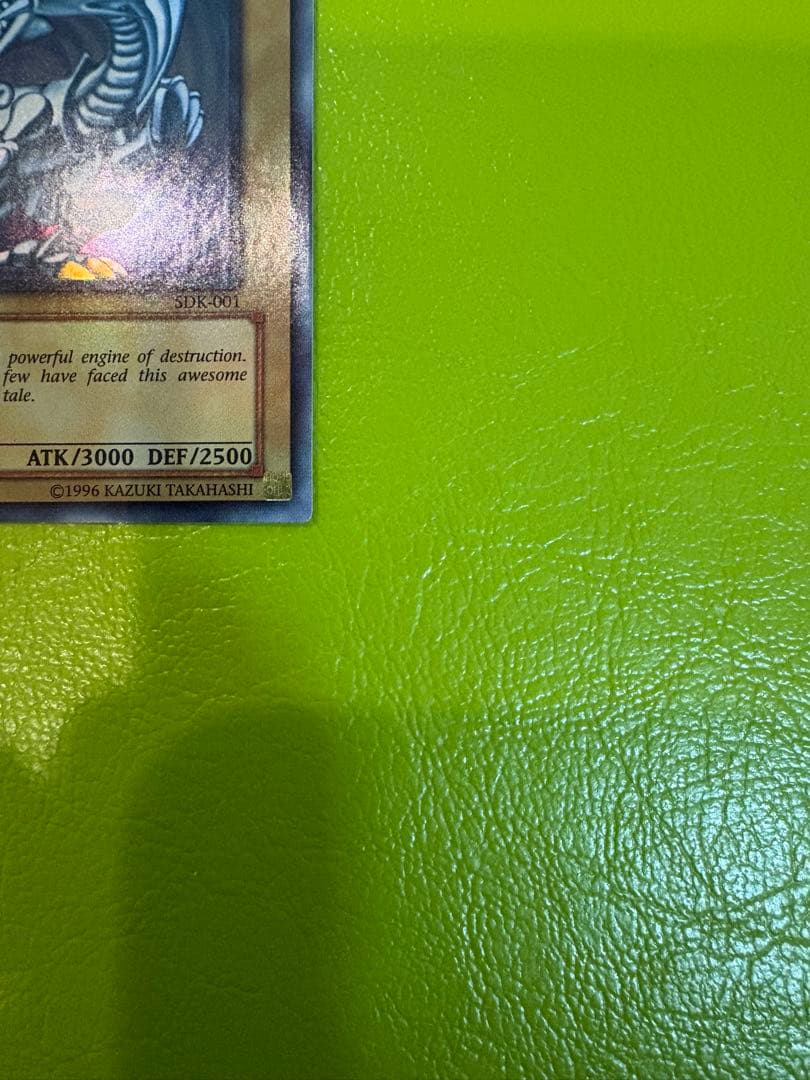 SDK-001
powerful engine of destruction.
few have faced this awesome
tale.
ATK/3000 DEF/2500
©1996 KAZUKI TAKAHASHI